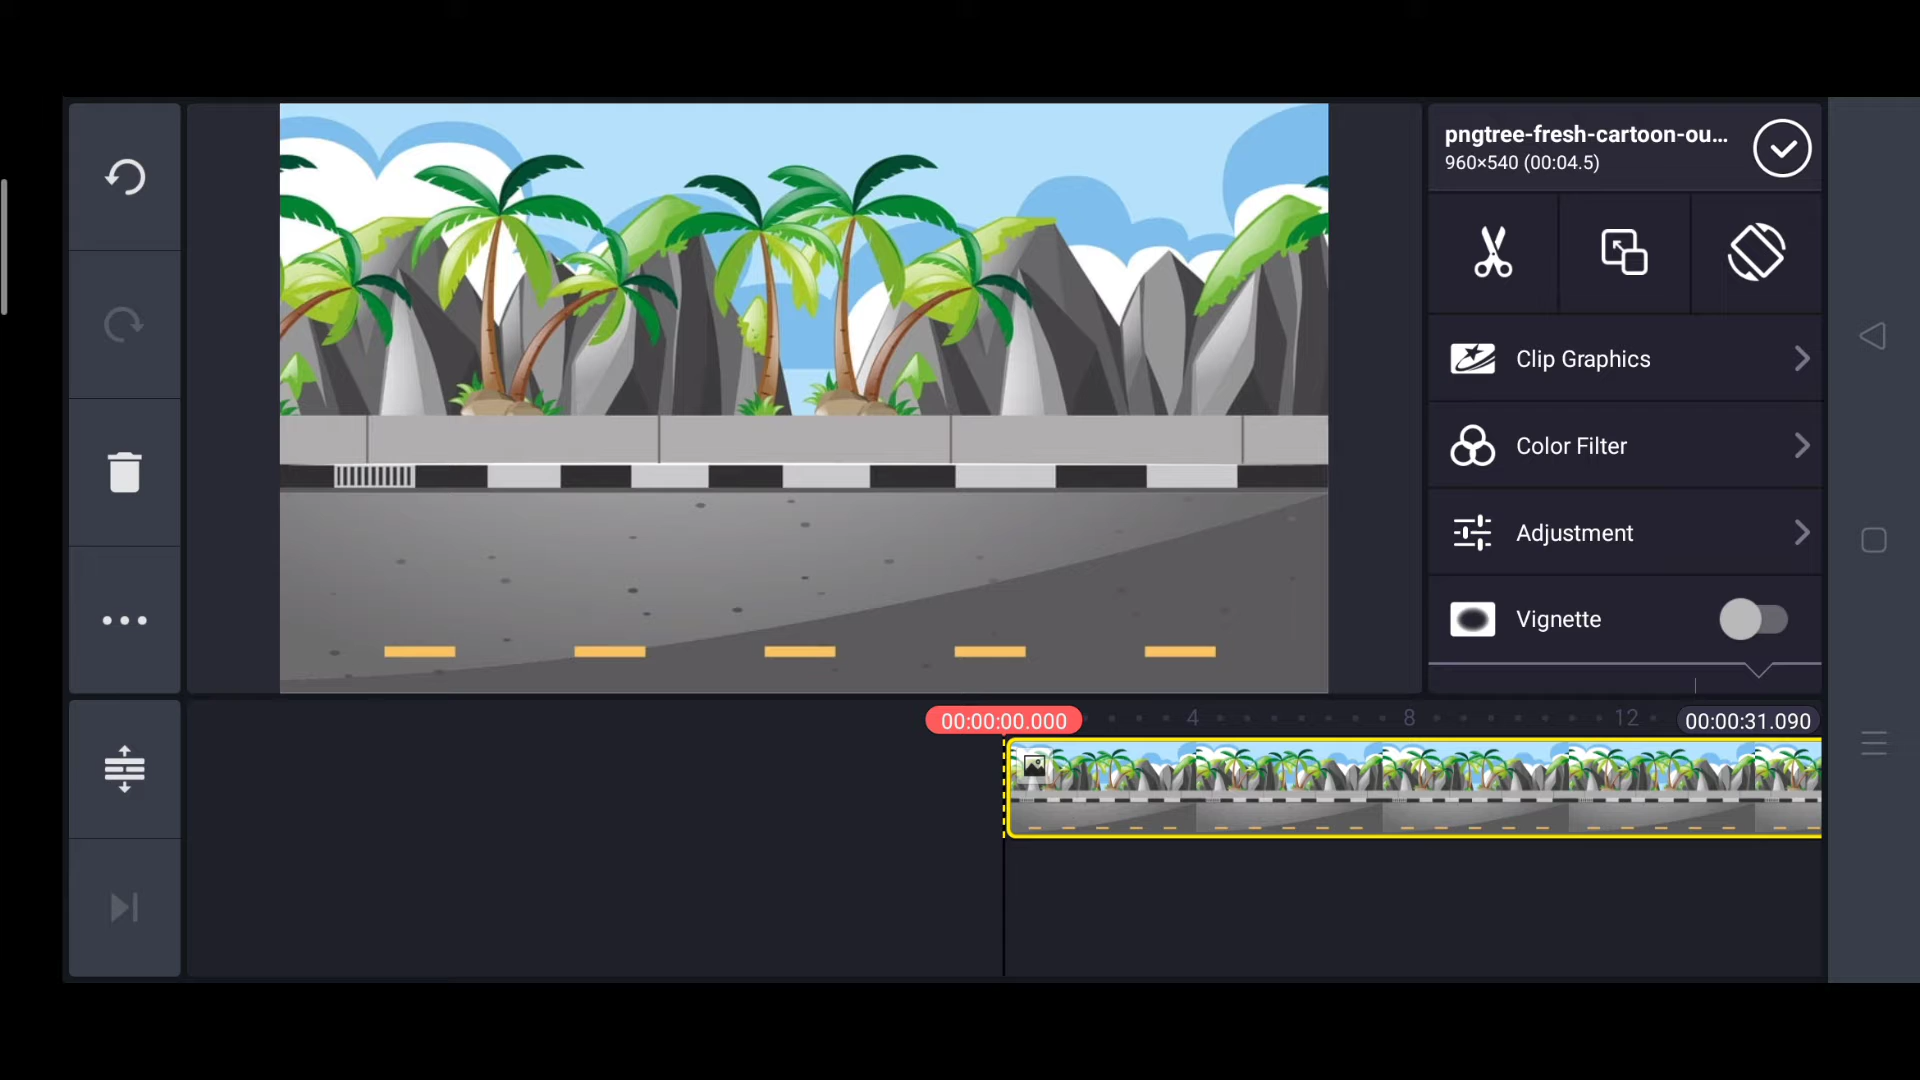 pngtree-fresh-cartoon-ou...
960×540 (00:04.5)
Clip Graphics
Color Filter
Adjustment
Vignette
00:00:00.000
4
8
12
00:00:31.090